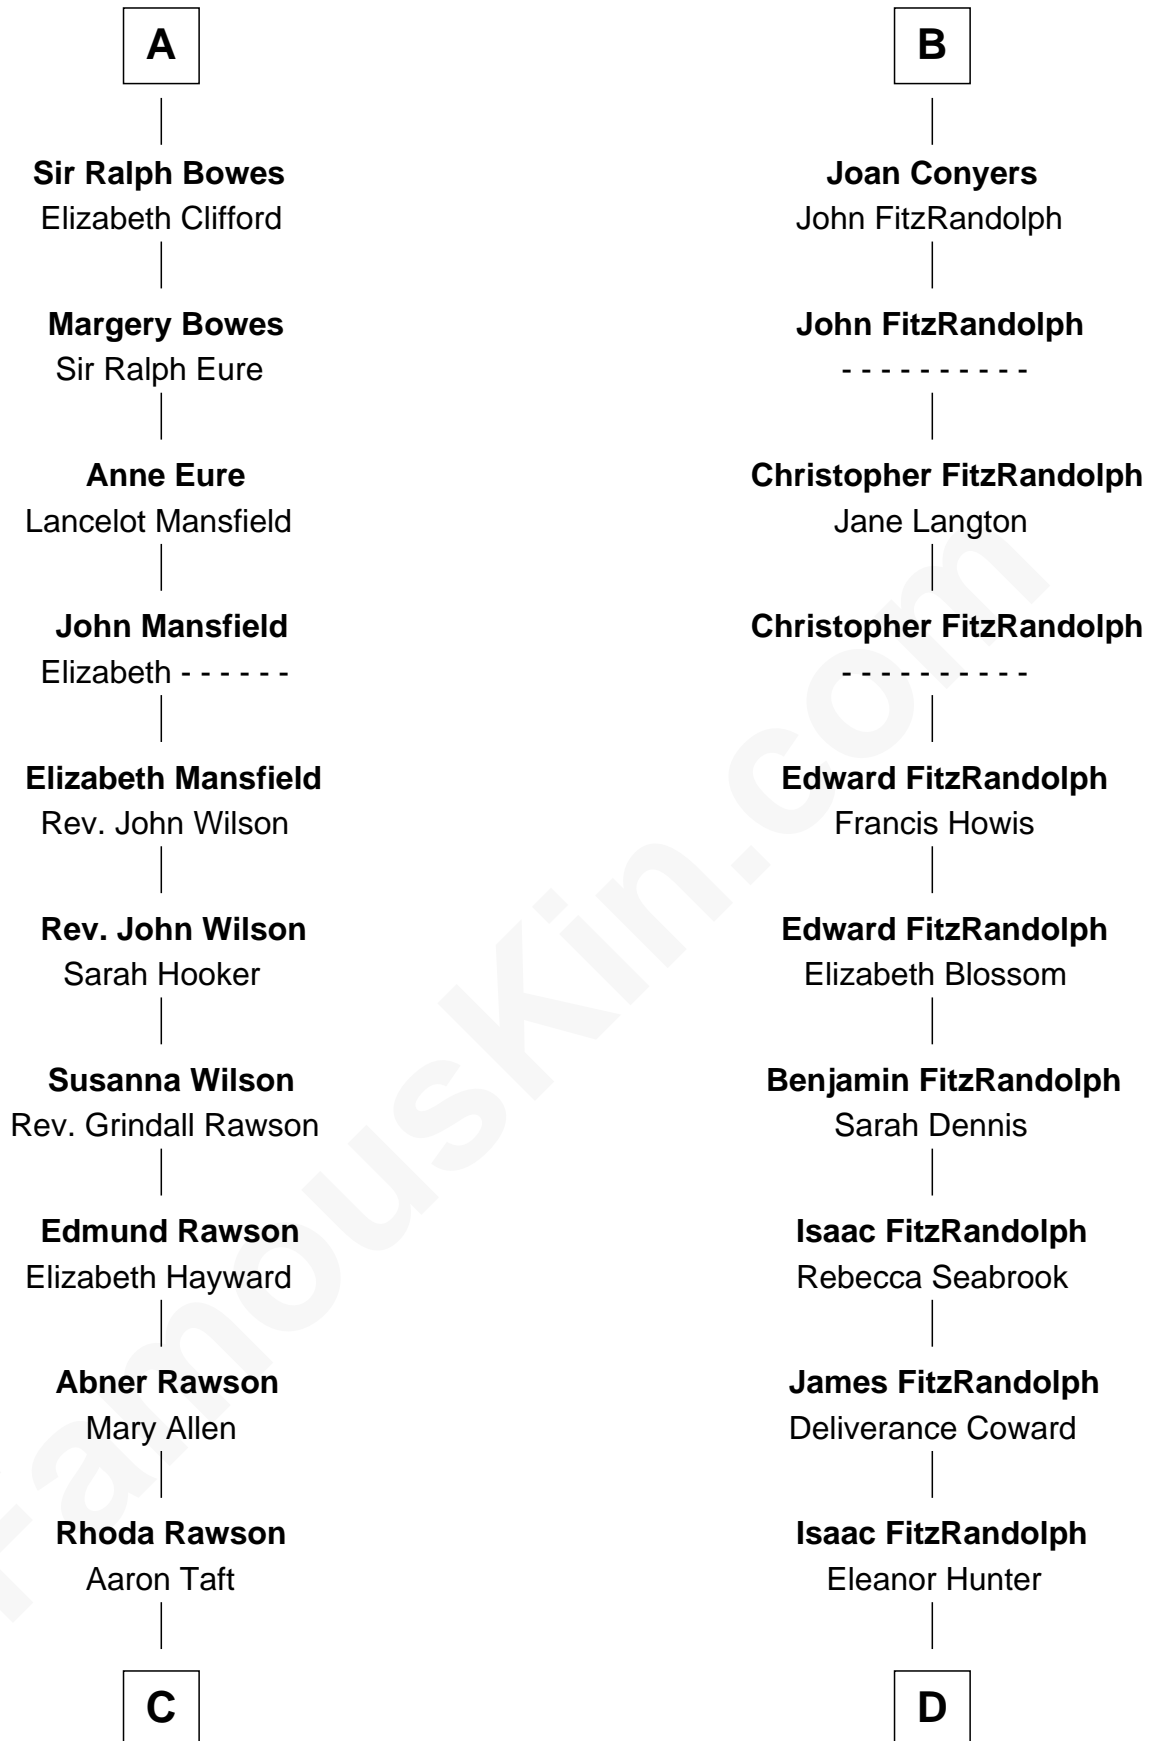 A
Sir Ralph Bowes
Elizabeth Clifford
Margery Bowes
Sir Ralph Eure
Anne Eure
Lancelot Mansfield
John Mansfield
Elizabeth - - - - - -
Elizabeth Mansfield
Rev. John Wilson
Rev. John Wilson
Sarah Hooker
Susanna Wilson
Rev. Grindall Rawson
Edmund Rawson
Elizabeth Hayward
Abner Rawson
Mary Allen
Rhoda Rawson
Aaron Taft
C
B
Joan Conyers
John FitzRandolph
John FitzRandolph
- - - - - - - - - -
Christopher FitzRandolph
Jane Langton
Christopher FitzRandolph
- - - - - - - - - -
Edward FitzRandolph
Francis Howis
Edward FitzRandolph
Elizabeth Blossom
Benjamin FitzRandolph
Sarah Dennis
Isaac FitzRandolph
Rebecca Seabrook
James FitzRandolph
Deliverance Coward
Isaac FitzRandolph
Eleanor Hunter
D
FamousKin.com